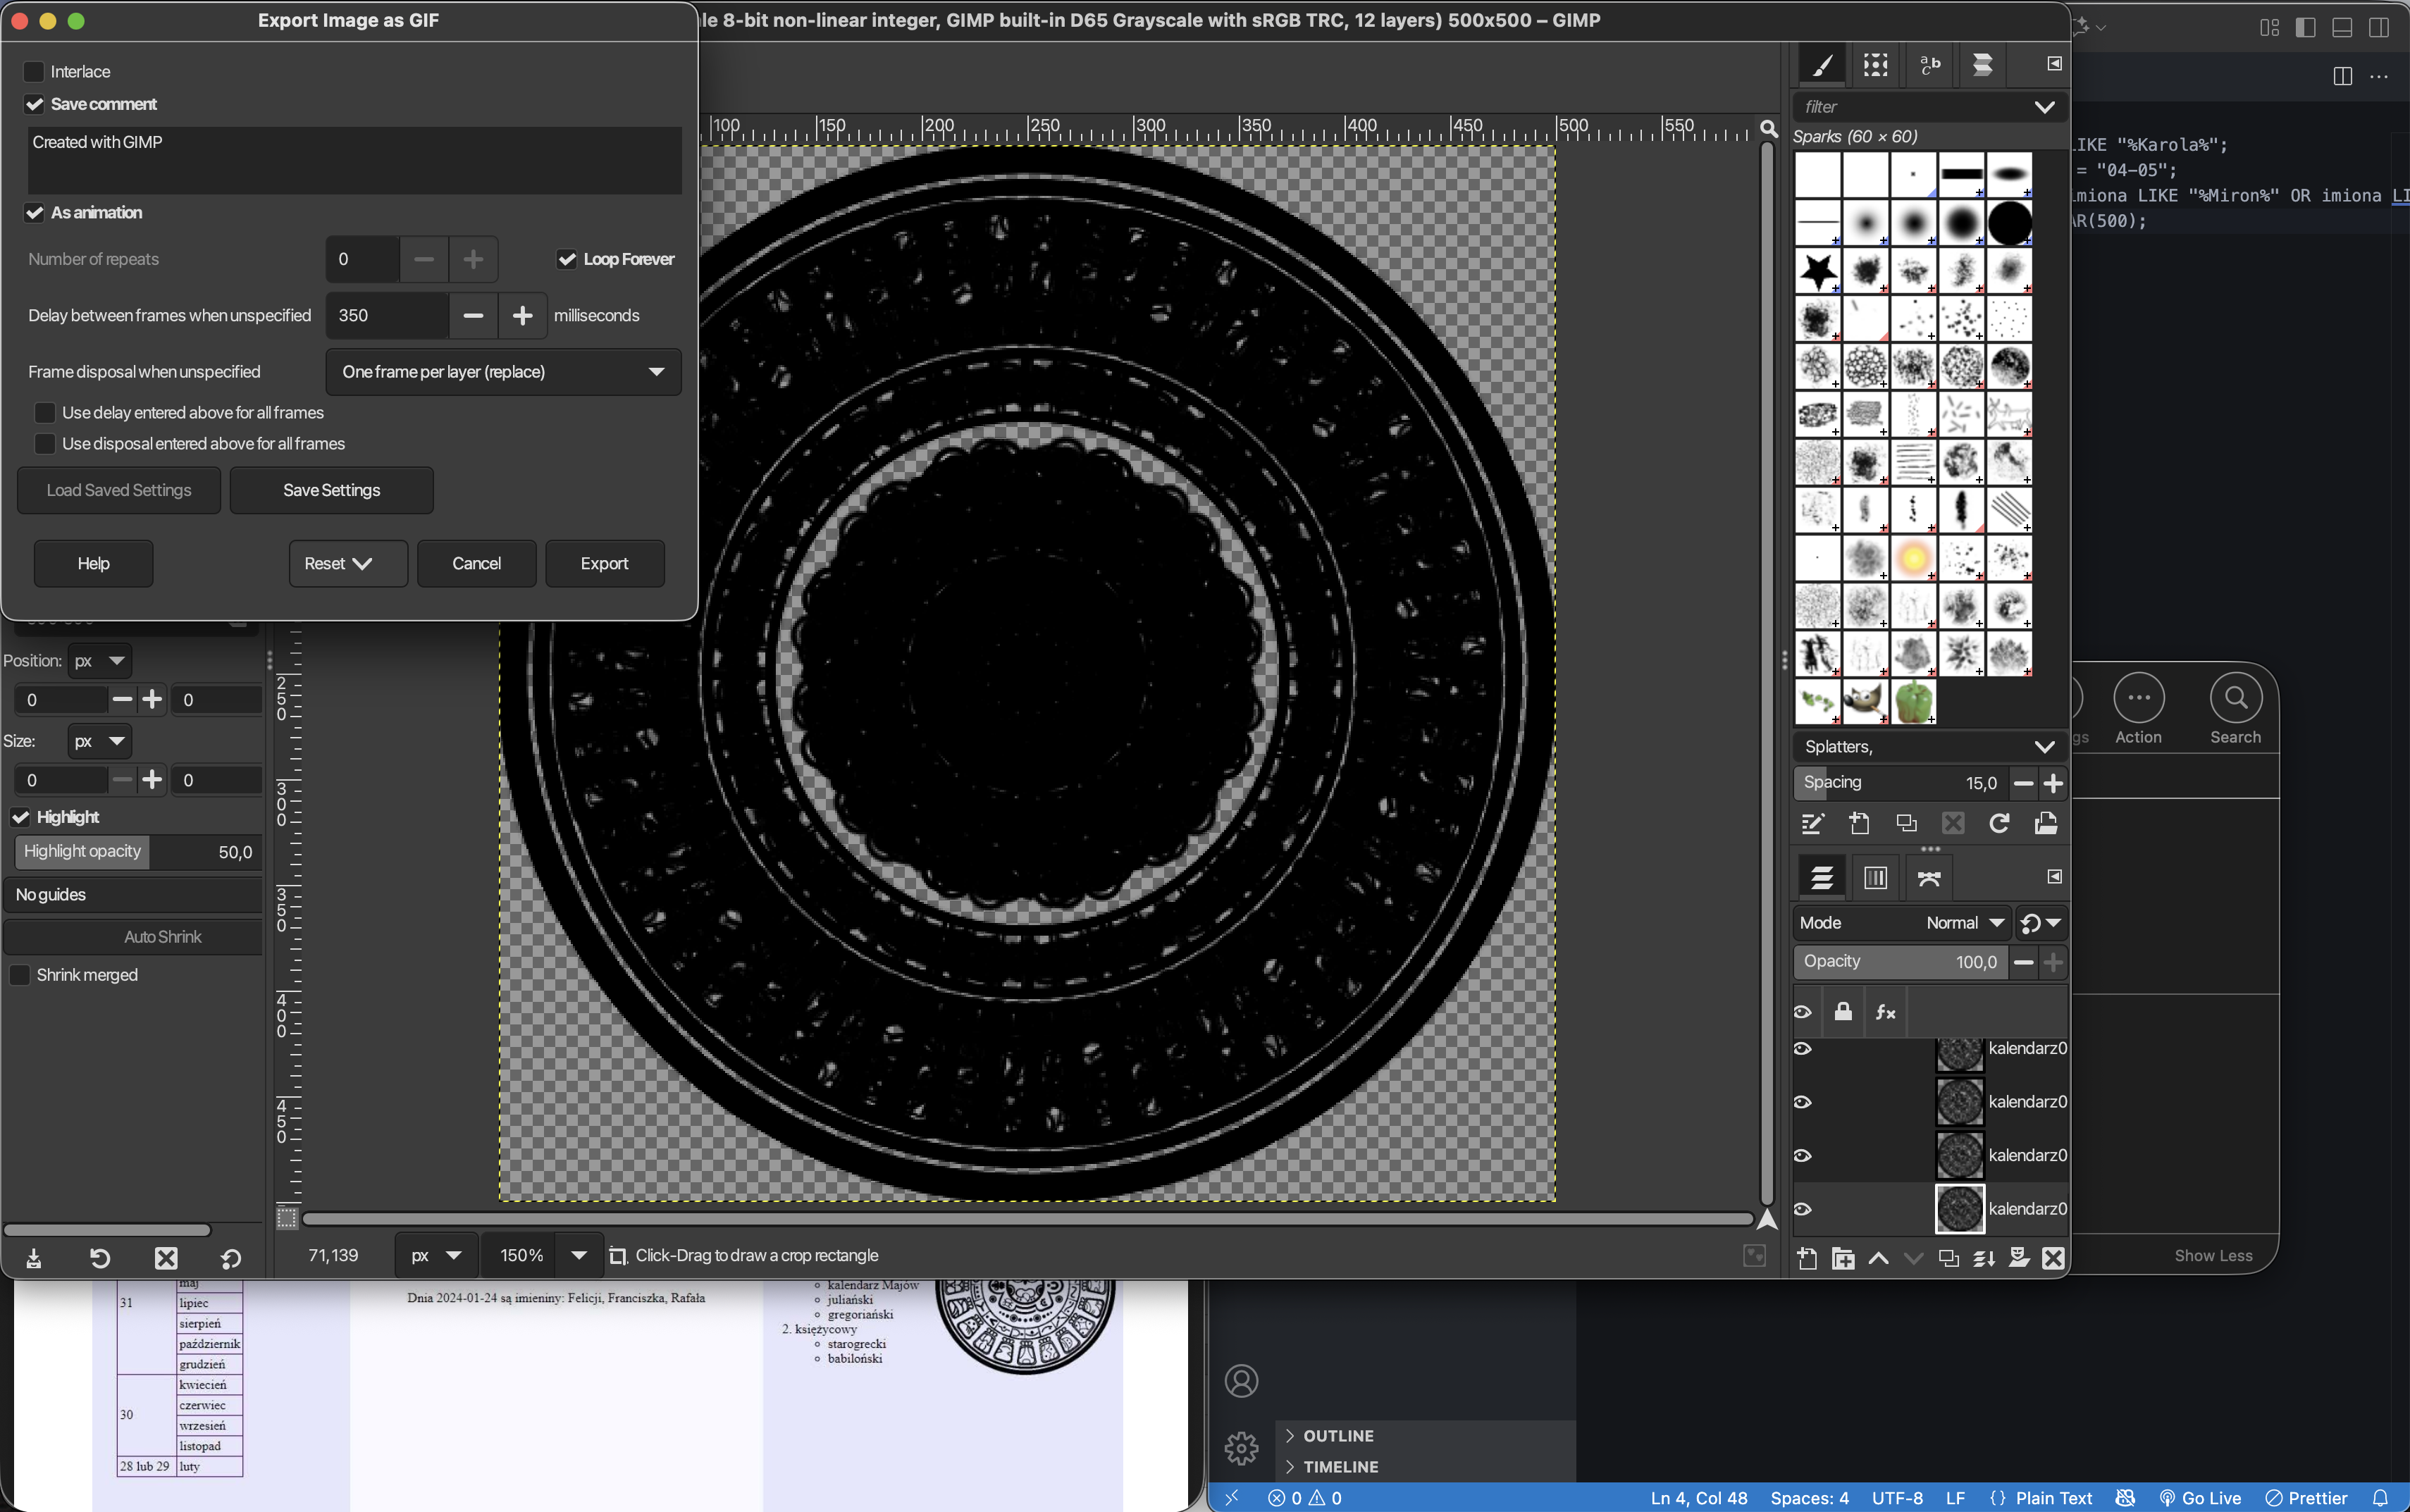 Export Image as GIF
le 8-bit non-linear integer, GIMP built-in D65 Grayscale with sRGB TRC, 12 layers) 500x500 – GIMP
Interlace
Save comment
Created with GIMP
As animation
Number of repeats
0
Loop Forever
Delay between frames when unspecified
350
milliseconds
Frame disposal when unspecified
One frame per layer (replace)
Use delay entered above for all frames
Use disposal entered above for all frames
Load Saved Settings
Save Settings
Help
Reset
Cancel
Export
100
150
200
250
300
350
400
450
500
550
250
300
350
400
450
Position:
px
0
0
Size:
px
0
0
Highlight
Highlight opacity
50,0
No guides
Auto Shrink
Shrink merged
71,139
px
150%
Click-Drag to draw a crop rectangle
filter
Sparks (60 × 60)
Splatters,
Spacing
15,0
Mode
Normal
Opacity
100,0
fx
kalendarz0
kalendarz0
kalendarz0
kalendarz0
IKE "%Karola%";
= "04-05";
imiona LIKE "%Miron%" OR imiona LI
AR(500);
gs
Action
Search
Show Less
maj
31
lipiec
sierpień
październik
grudzień
30
kwiecień
czerwiec
wrzesień
listopad
28 lub 29
luty
Dnia 2024-01-24 są imieniny: Felicji, Franciszka, Rafała
kalendarz Majów
juliański
gregoriański
2. księżycowy
starogrecki
babiloński
OUTLINE
TIMELINE
0
0
Ln 4, Col 48
Spaces: 4
UTF-8
LF
{} Plain Text
Go Live
Prettier